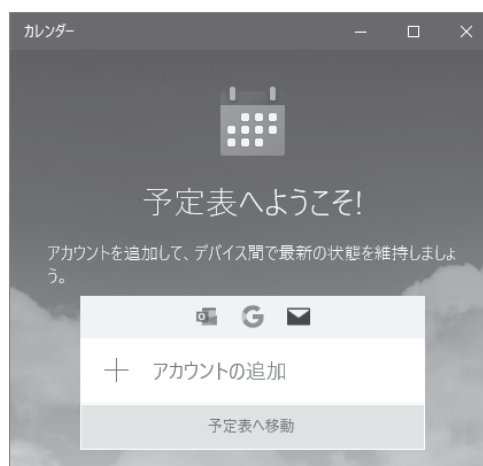 カレンダー
予定表へようこそ!
アカウントを追加して、デバイス間で最新の状態を維持しましょ
う。
アカウントの追加
予定表へ移動